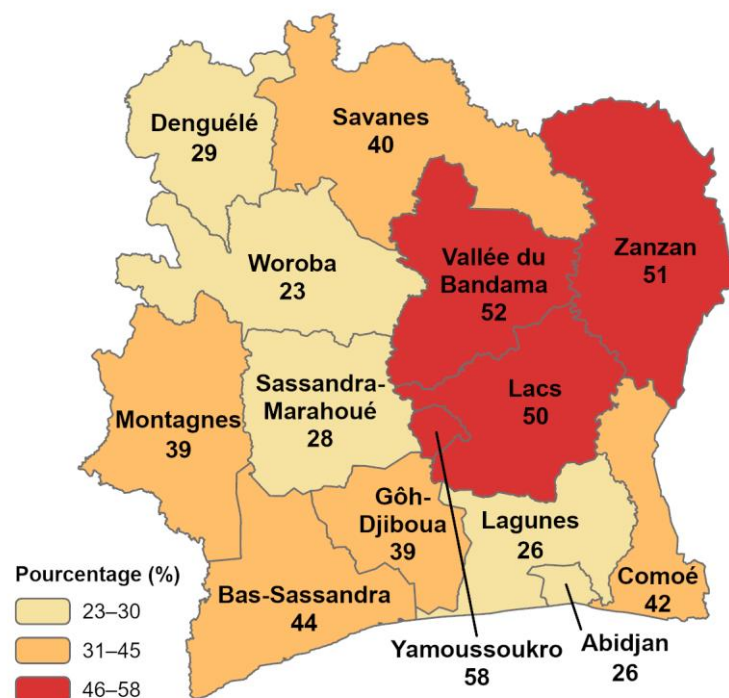 Denguélé
29
Savanes
40
Zanzan
51
Woroba
23
Vallée du
Bandama
52
Sassandra-
Marahoué
28
Lacs
50
Montagnes
39
Gôh-
Djiboua
39
Lagunes
26
Comoé
42
Bas-Sassandra
44
Yamoussoukro
58
Abidjan
26
Pourcentage (%)
23–30
31–45
46–58